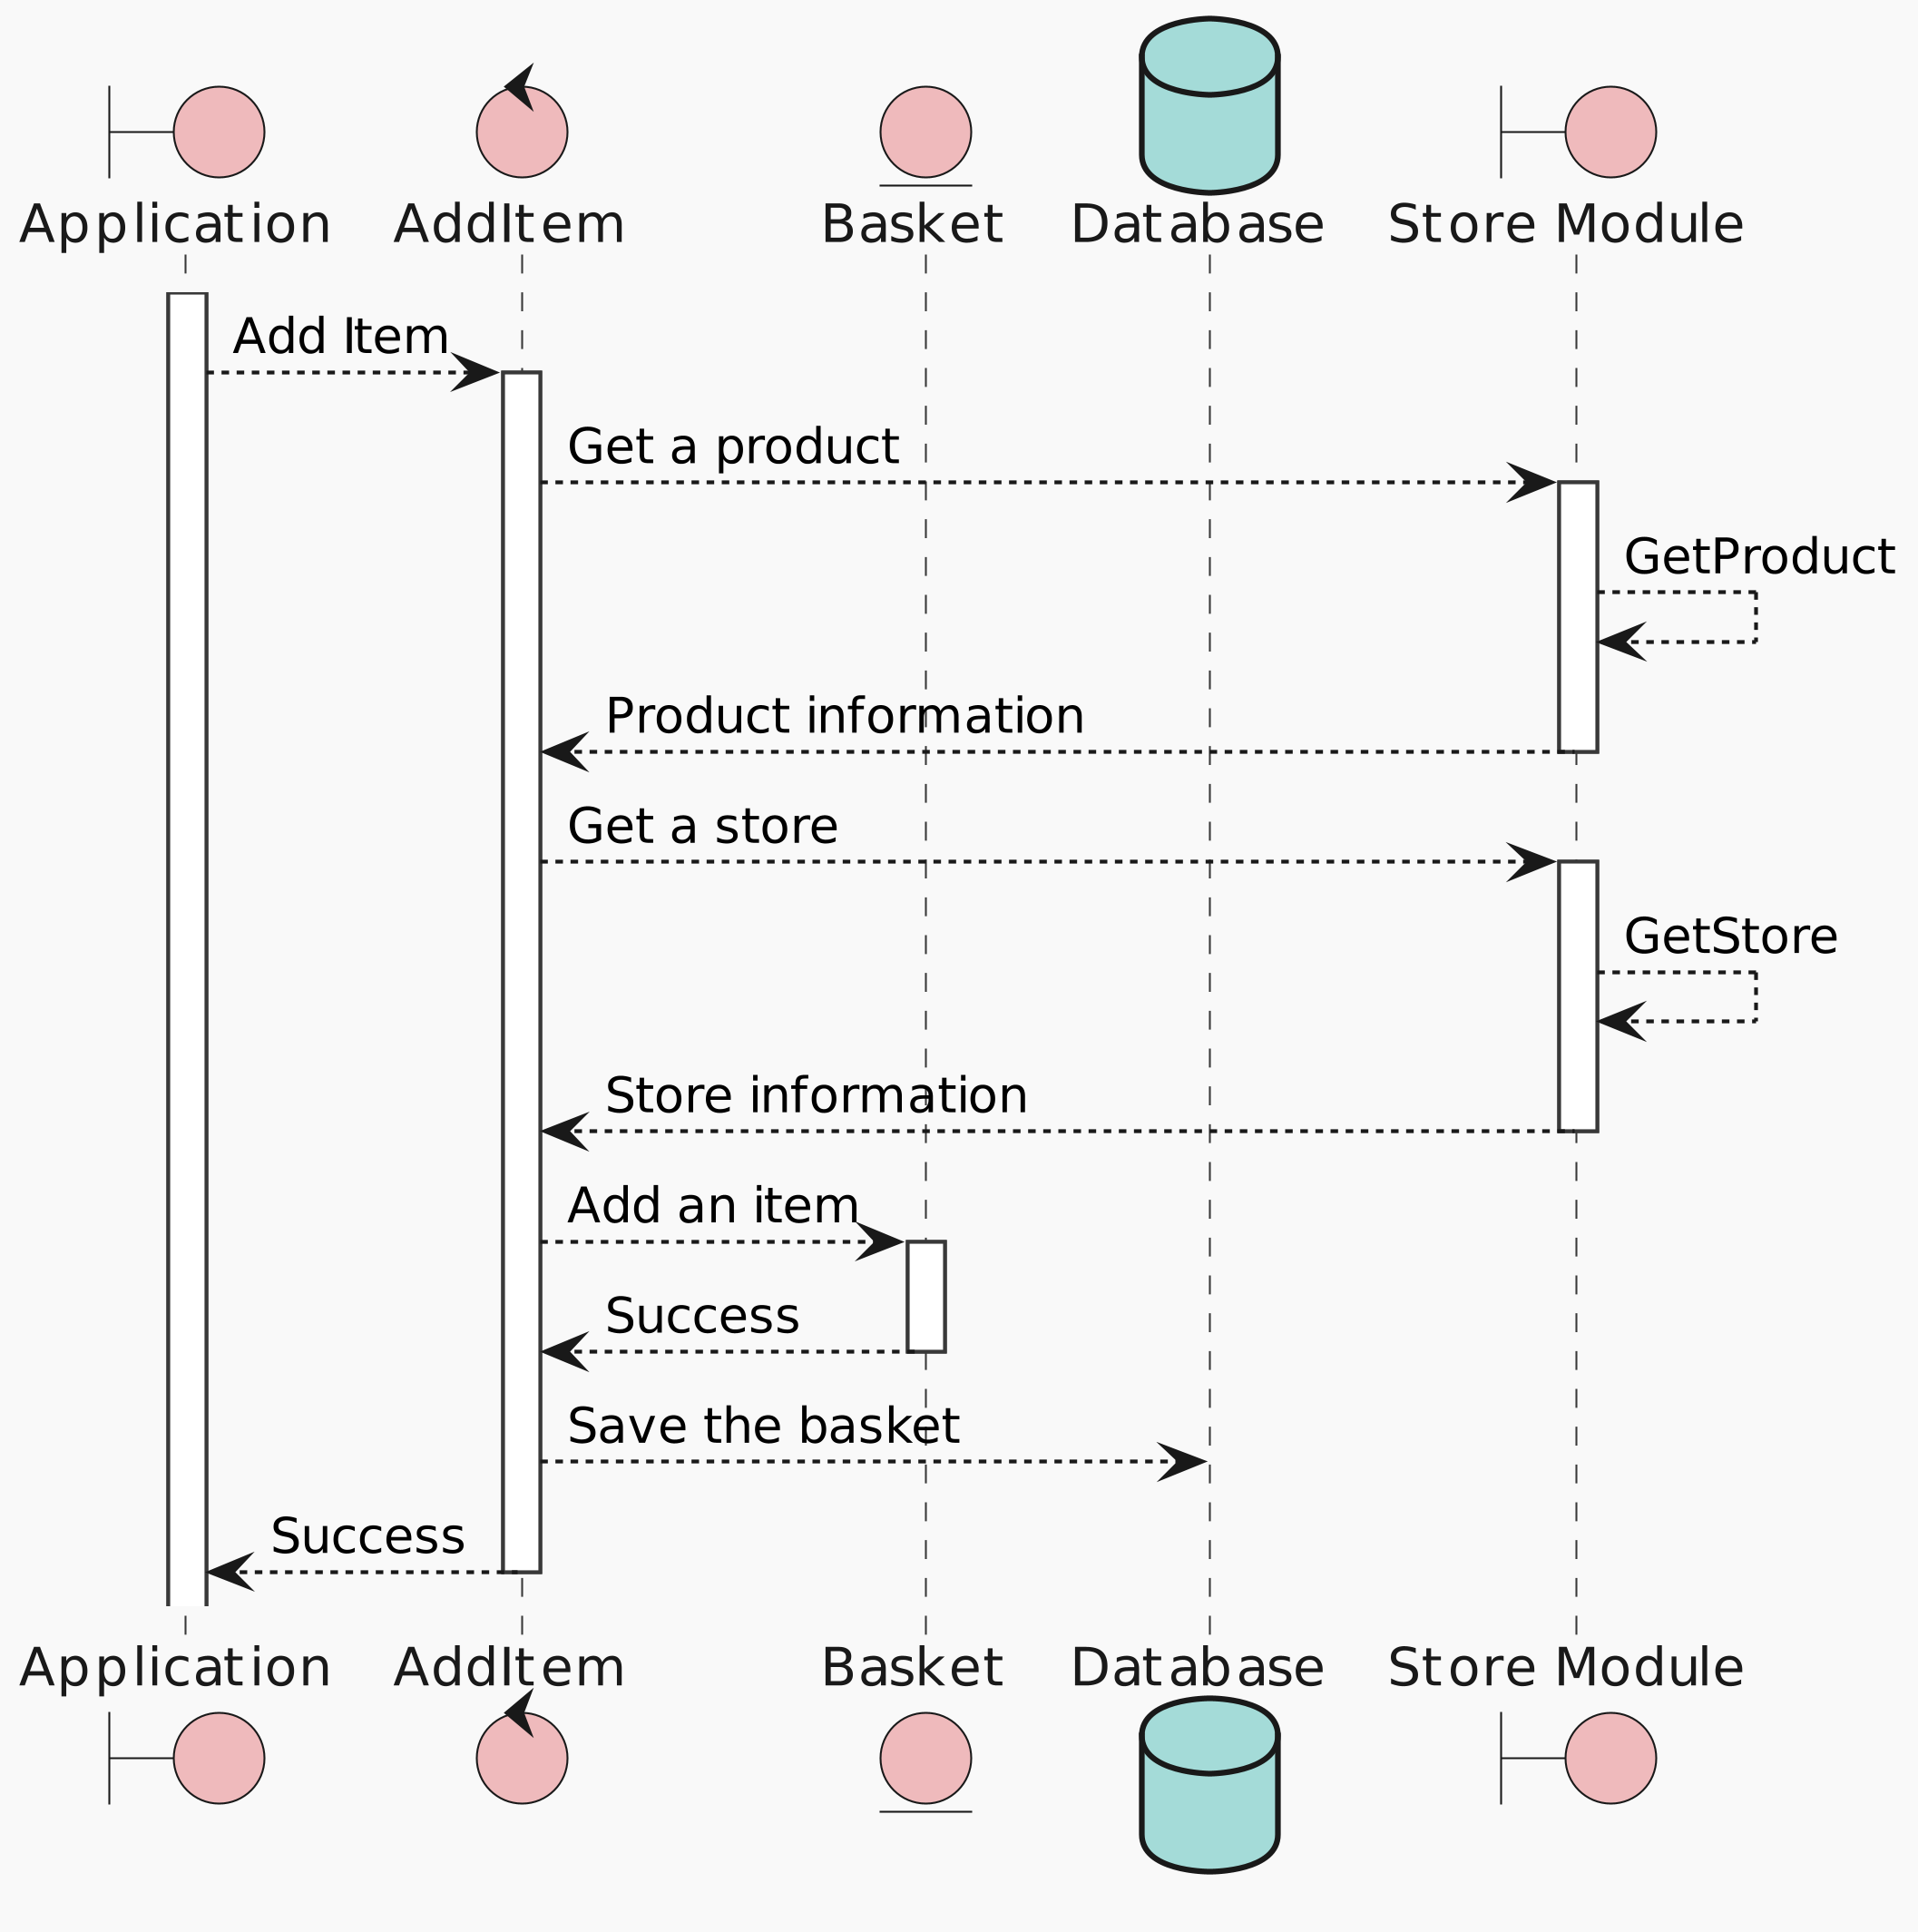 Application
AddItem
Basket
Database
Store Module
Add Item
Get a product
GetProduct
Product information
Get a store
GetStore
Store information
Add an item
Success
Save the basket
Success
Application
AddItem
Basket
Database
Store Module